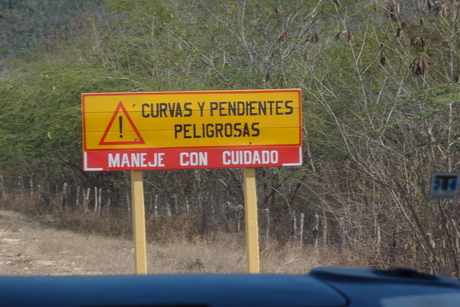 CURVAS Y PENDIENTES
PELIGROSAS
MANEJE CON CUIDADO